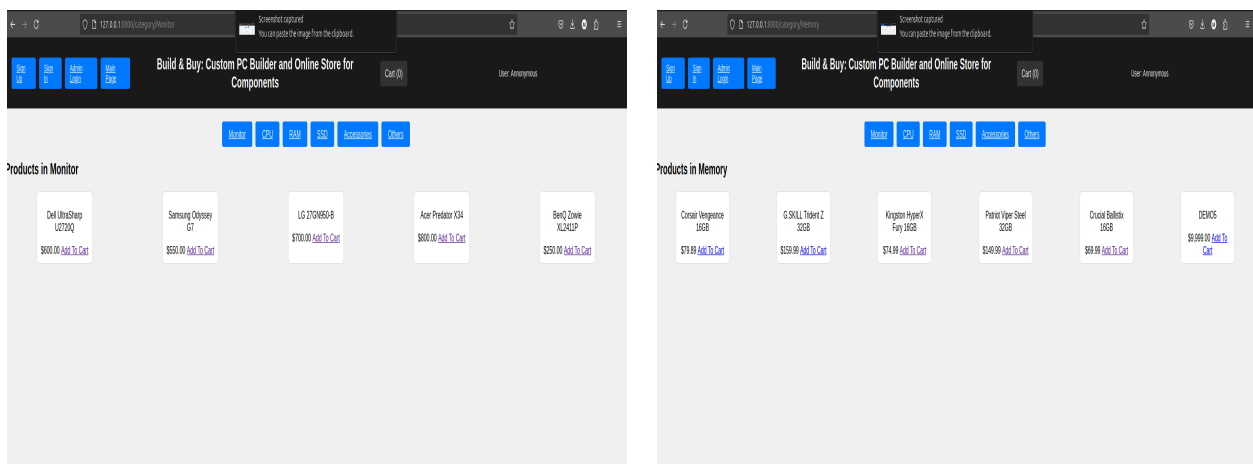 127.0.0.1:8000/category/Monitor
Screenshot captured
You can paste the image from the clipboard.
Sign Up
Sign In
Admin Login
Main Page
Build & Buy: Custom PC Builder and Online Store for
Components
Cart (0)
User: Annonymous
Monitor
CPU
RAM
SSD
Accessories
Others
Products in Monitor
Dell UltraSharp
U2720Q
$600.00 Add To Cart
Samsung Odyssey
G7
$550.00 Add To Cart
LG 27GN950-B
$700.00 Add To Cart
Acer Predator X34
$800.00 Add To Cart
BenQ Zowie
XL2411P
$250.00 Add To Cart
127.0.0.1:8000/category/Memory
Screenshot captured
You can paste the image from the clipboard.
Sign Up
Sign In
Admin Login
Main Page
Build & Buy: Custom PC Builder and Online Store for
Components
Cart (0)
User: Annonymous
Monitor
CPU
RAM
SSD
Accessories
Others
Products in Memory
Corsair Vengeance
16GB
$79.89 Add To Cart
G.SKILL Trident Z
32GB
$159.99 Add To Cart
Kingston HyperX
Fury 16GB
$74.99 Add To Cart
Patriot Viper Steel
32GB
$149.99 Add To Cart
Crucial Ballistix
16GB
$69.99 Add To Cart
DEMO5
$9,999.00 Add To
Cart